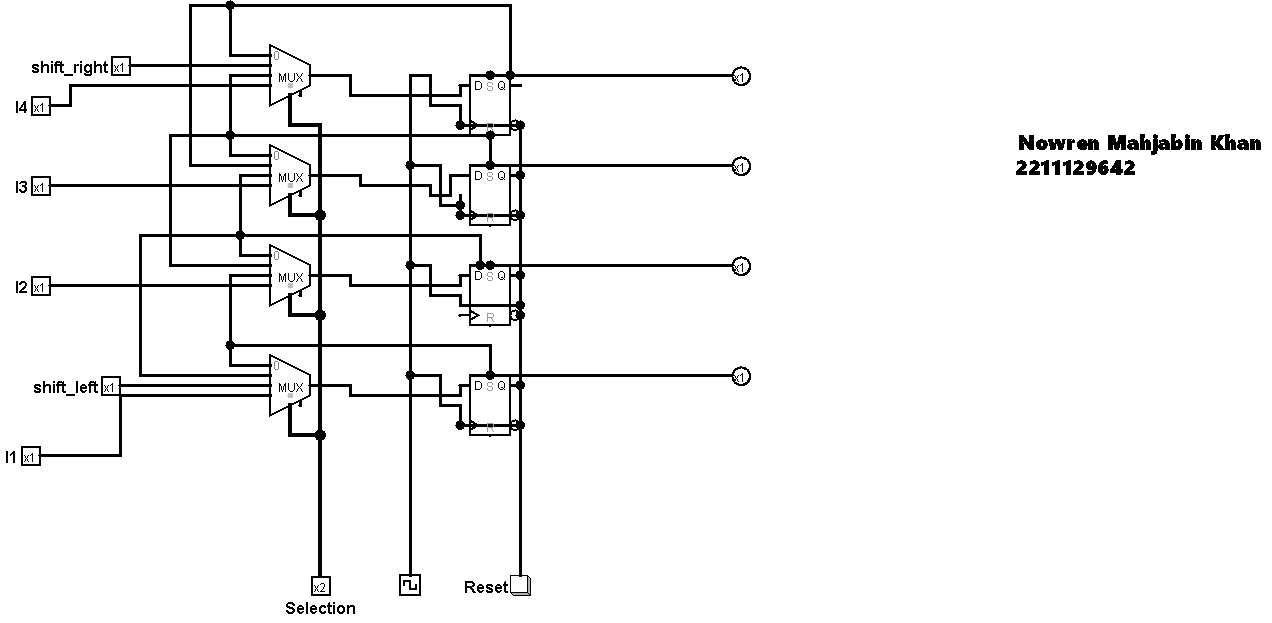 0
shift_right x1
MUX
D S Q
x1
I4 x1
R
Nowren Mahjabin Khan
2211129642
0
x1
MUX
D S Q
I3 x1
R
0
x1
MUX
D S Q
I2 x1
R
0
x1
shift_left x1
MUX
D S Q
R
I1 x1
x2
Reset
Selection